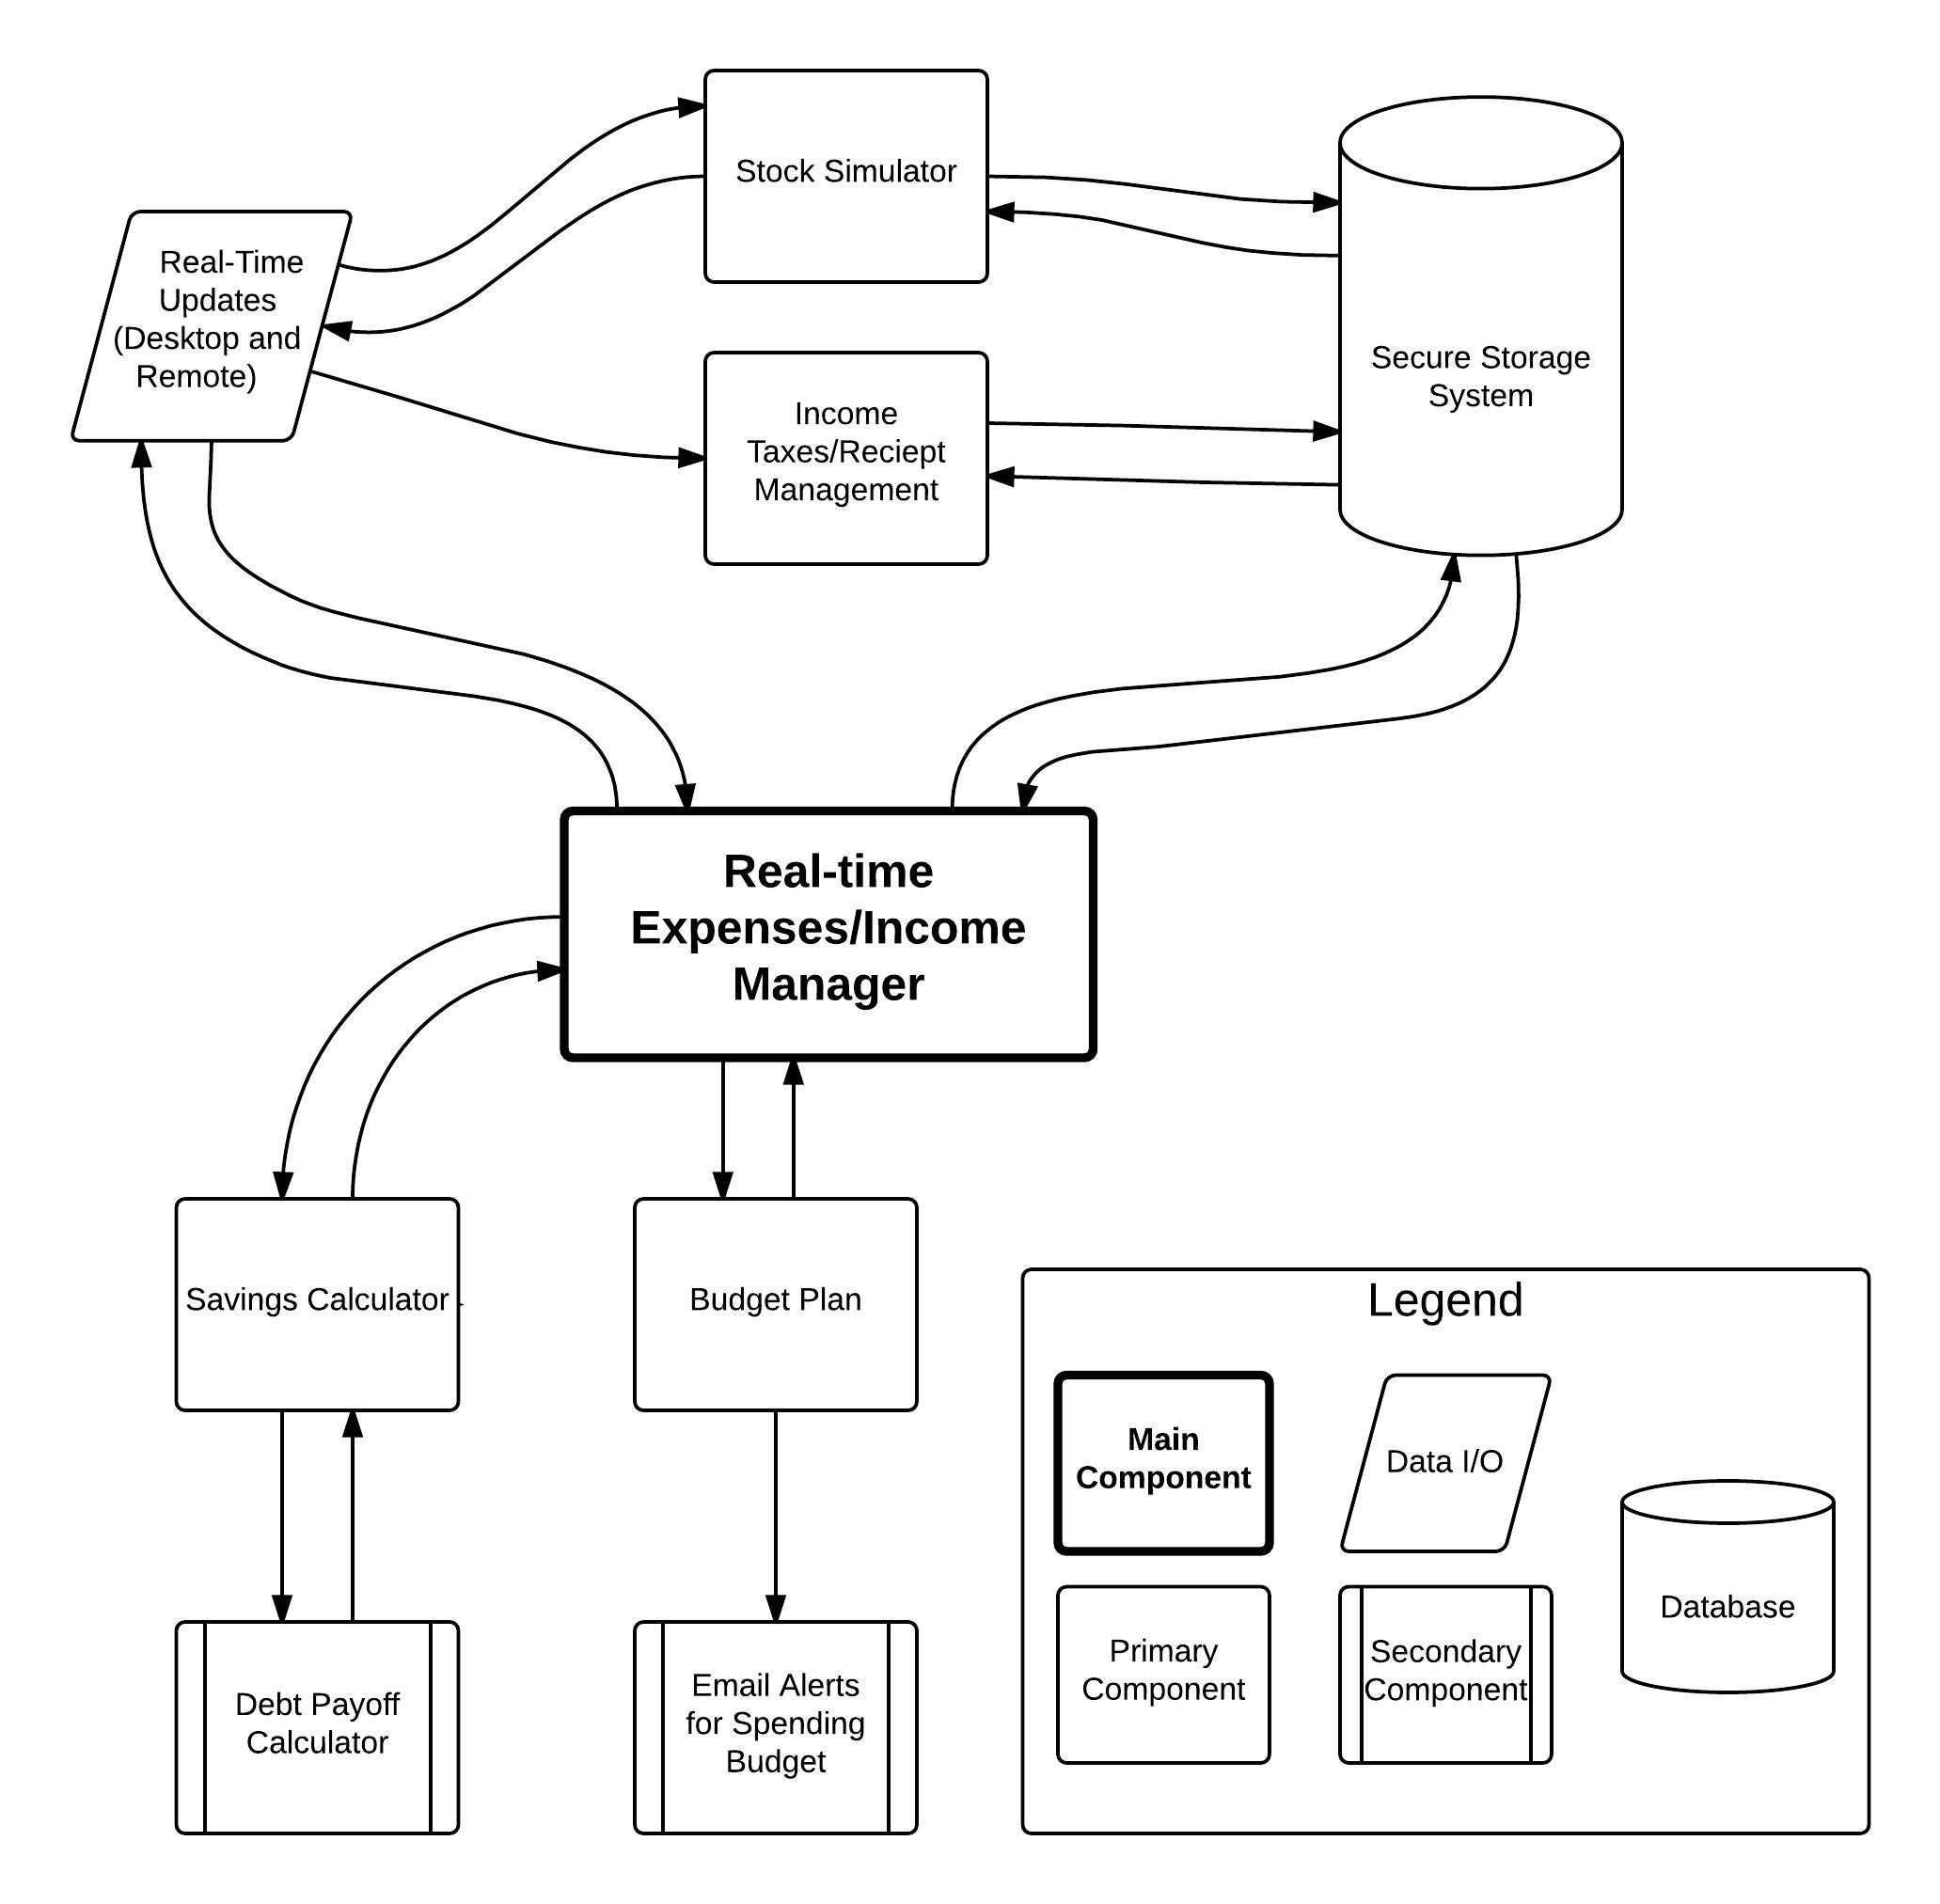 Stock Simulator
Real-Time
Updates
(Desktop and
Remote)
Secure Storage
System
Income
Taxes/Reciept
Management
Real-time
Expenses/Income
Manager
Savings Calculator
Budget Plan
Debt Payoff
Calculator
Email Alerts
for Spending
Budget
Legend
Main
Component
Data I/O
Database
Primary
Component
Secondary
Component